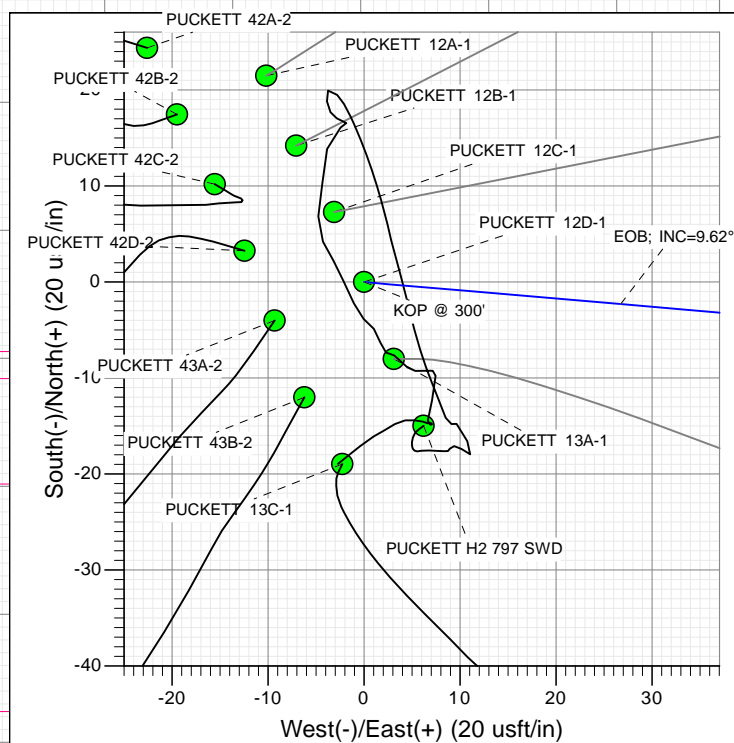 PUCKETT 42A-2
PUCKETT 12A-1
PUCKETT 42B-2
PUCKETT 12B-1
PUCKETT 12C-1
PUCKETT 42C-2
10
PUCKETT 12D-1
PUCKETT 42D-2
EOB; INC=9.62°
0
KOP @ 300'
PUCKETT 43A-2
PUCKETT 43B-2
PUCKETT 13A-1
-20
PUCKETT 13C-1
PUCKETT H2 797 SWD
-30
-40
South(-)/North(+) (20 usft/in)
-20 -10 0 10 20 30
West(-)/East(+) (20 usft/in)